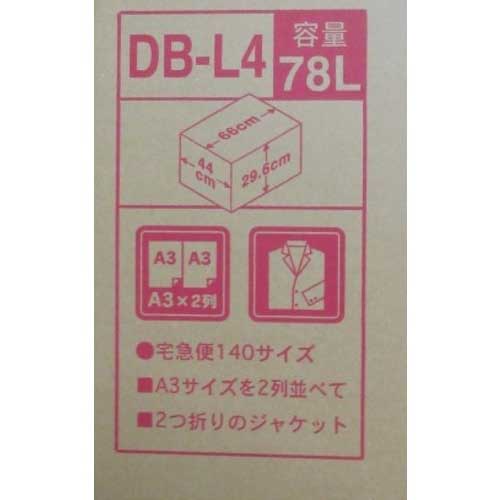 DB-L4
容量
78L
66cm
44
cm
29.6cm
A3 A3
A3×2列
●宅急便140サイズ
■A3サイズを2列並べて
■2つ折りのジャケット